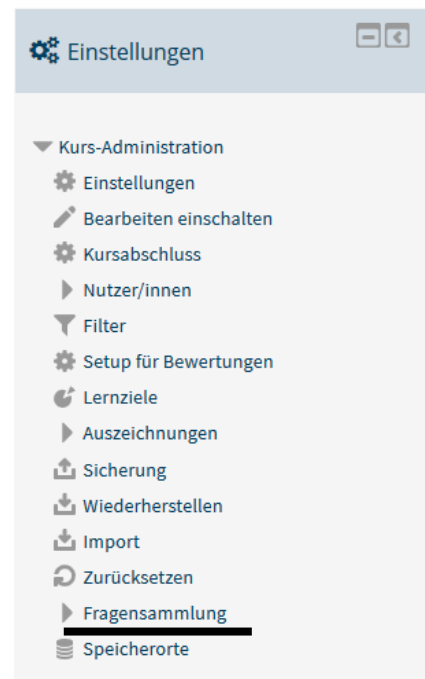 Einstellungen
Kurs-Administration
Einstellungen
Bearbeiten einschalten
Kursabschluss
Nutzer/innen
Filter
Setup für Bewertungen
Lernziele
Auszeichnungen
Sicherung
Wiederherstellen
Import
Zurücksetzen
Fragensammlung
Speicherorte